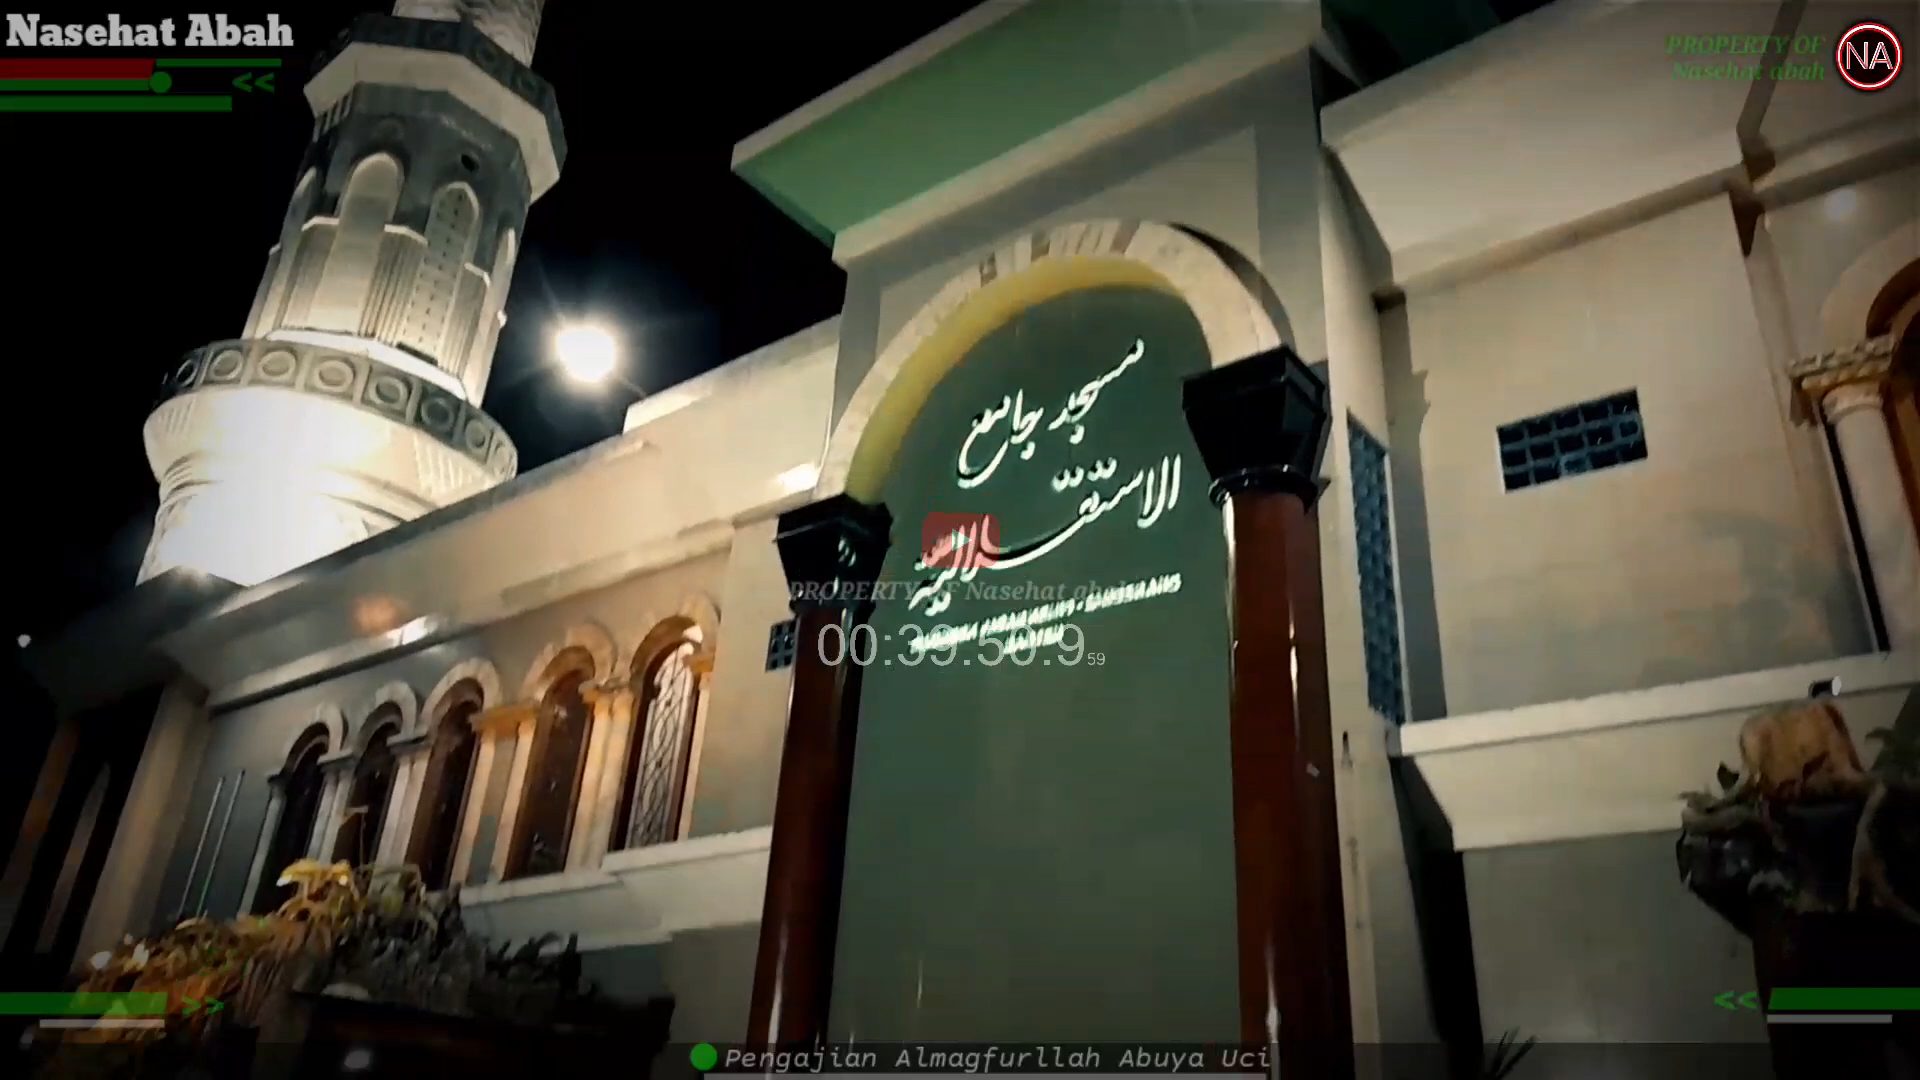 Nasehat Abah
<<
PROPERTY OF
Nasehat abah
NA
مسجد جامع
الاستقلالية
PROPERTY OF Nasehat abah
00:39:50.9
59
>>
<<
Pengajian Almagfurllah Abuya Uci